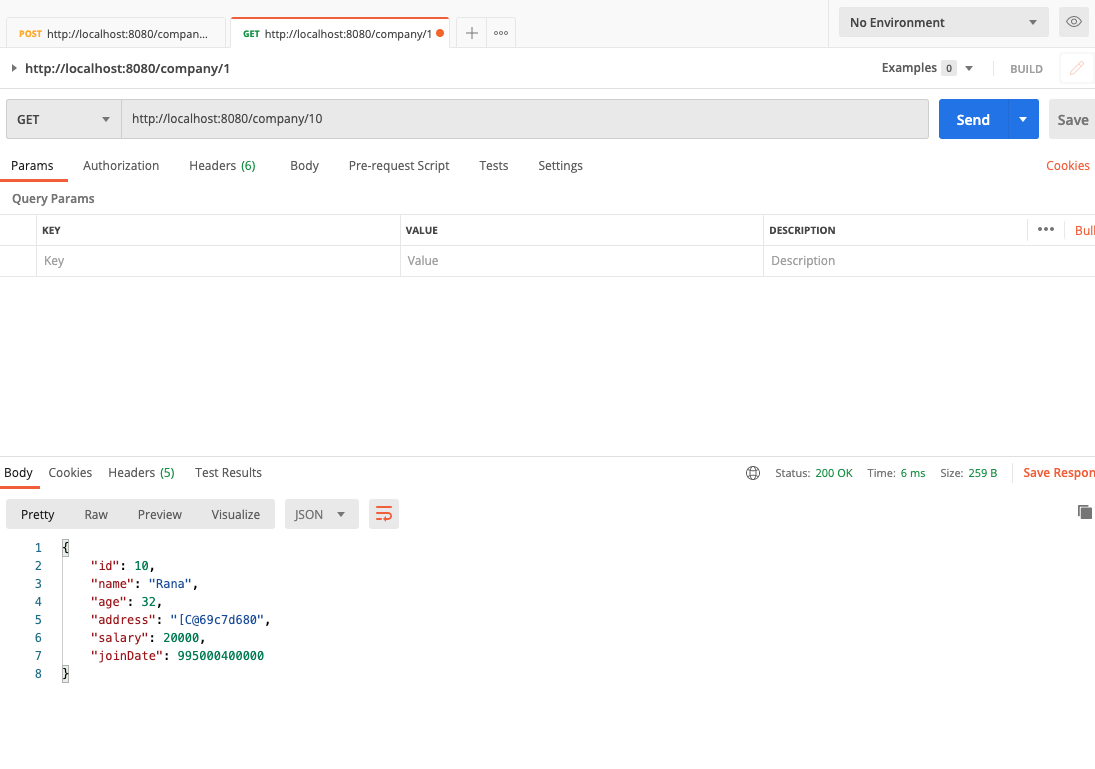 POST http://localhost:8080/compan... GET http://localhost:8080/company/1
No Environment
http://localhost:8080/company/1
Examples 0 BUILD
GET http://localhost:8080/company/10 Send Save
Params Authorization Headers (6) Body Pre-request Script Tests Settings Cookies
Query Params
KEY VALUE DESCRIPTION Bul
Key Value Description
Body Cookies Headers (5) Test Results Status: 200 OK Time: 6 ms Size: 259 B Save Respon
Pretty Raw Preview Visualize JSON
1 {
2 "id": 10,
3 "name": "Rana",
4 "age": 32,
5 "address": "[C@69c7d680",
6 "salary": 20000,
7 "joinDate": 995000400000
8 }